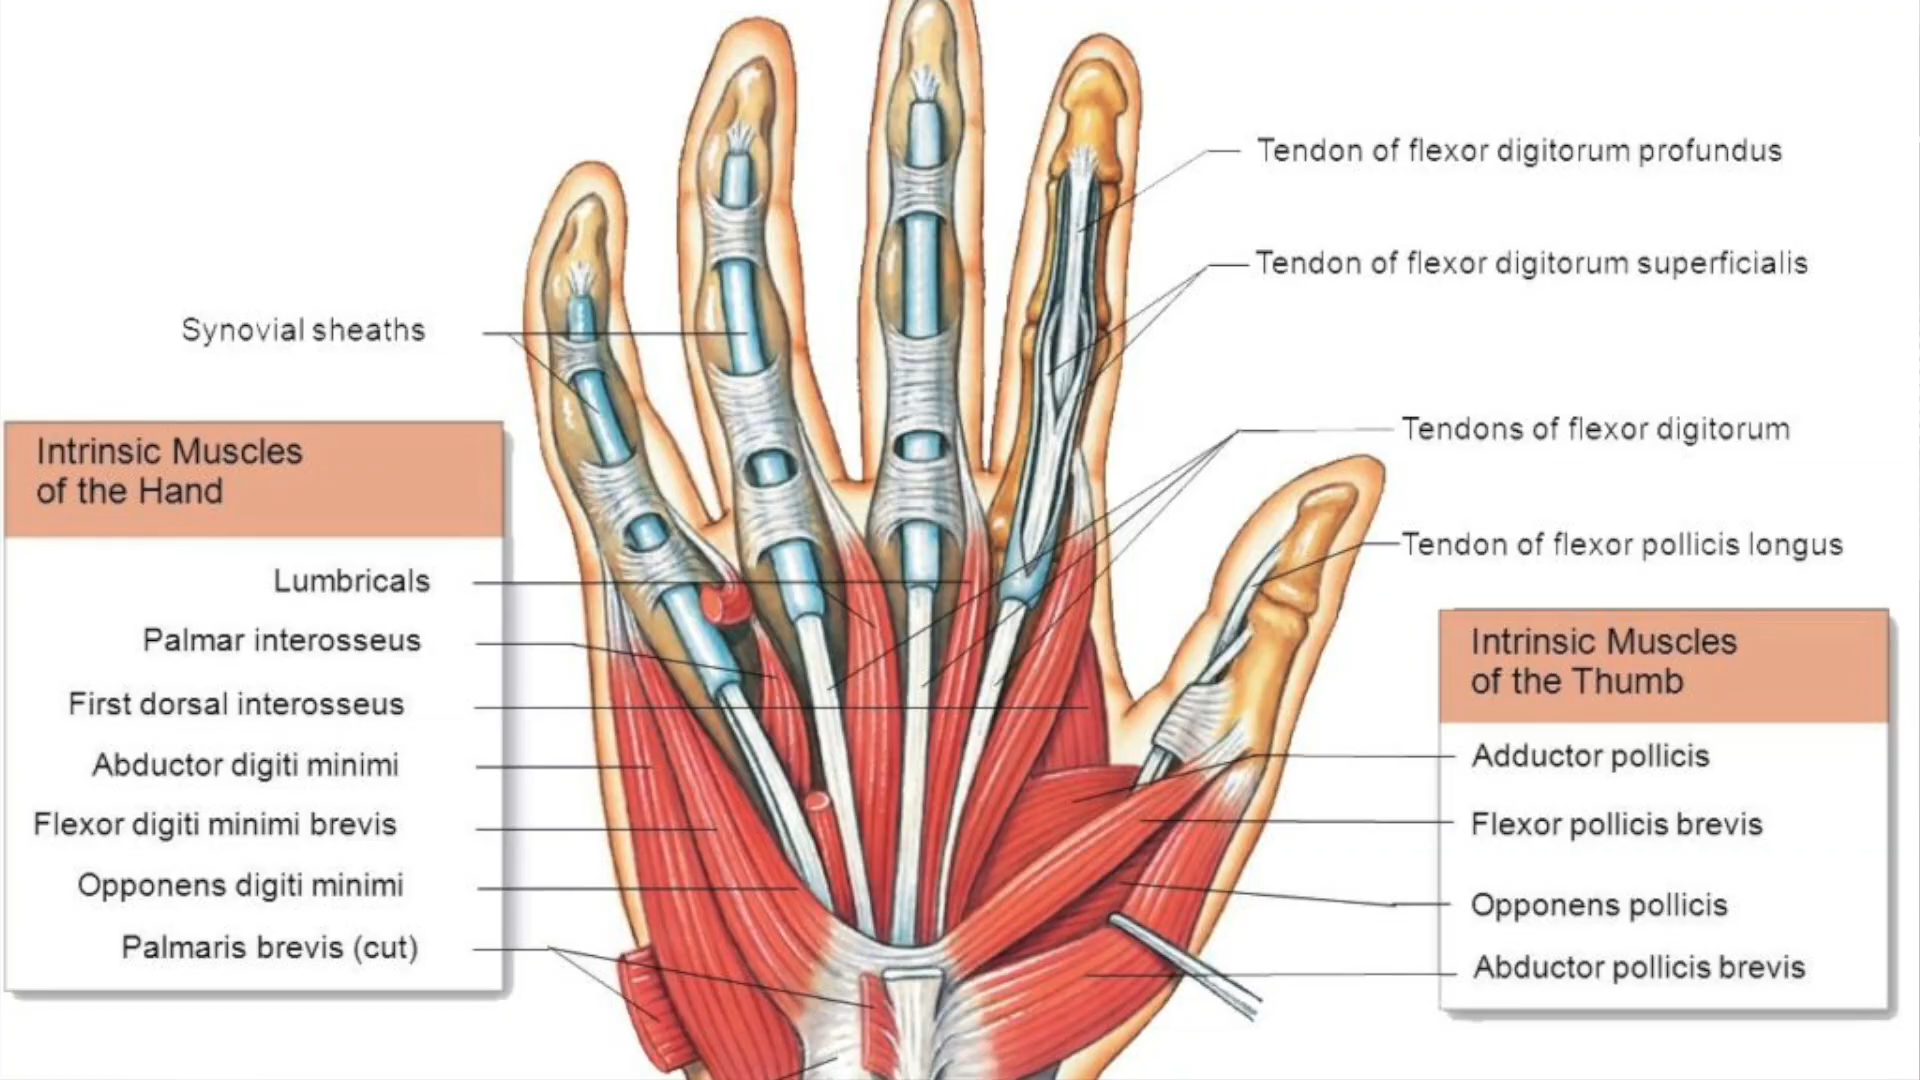 Tendon of flexor digitorum profundus
Tendon of flexor digitorum superficialis
Synovial sheaths
Tendons of flexor digitorum
Tendon of flexor pollicis longus
Intrinsic Muscles
of the Hand
Lumbricals
Palmar interosseus
First dorsal interosseus
Abductor digiti minimi
Flexor digiti minimi brevis
Opponens digiti minimi
Palmaris brevis (cut)
Intrinsic Muscles
of the Thumb
Adductor pollicis
Flexor pollicis brevis
Opponens pollicis
Abductor pollicis brevis